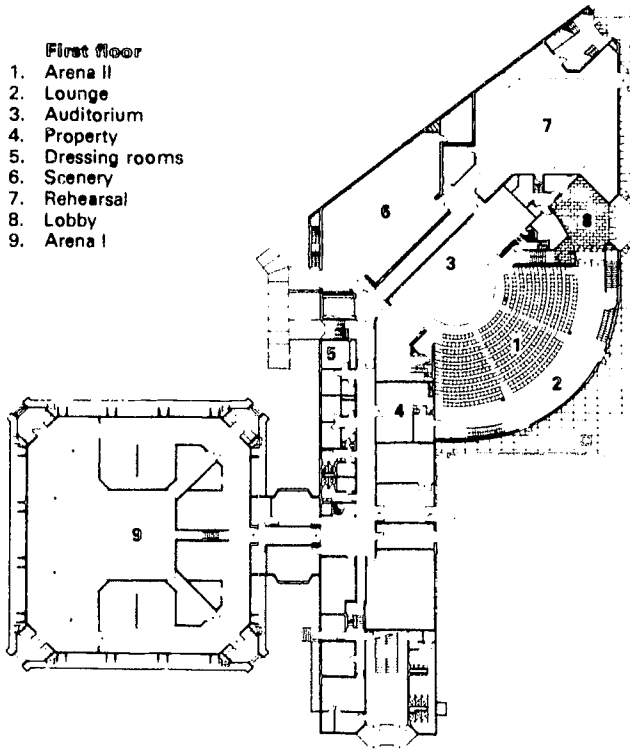 First floor
1. Arena II
2. Lounge
3. Auditorium
4. Property
5. Dressing rooms
6. Scenery
7. Rehearsal
8. Lobby
9. Arena I
7
6
8
3
5
1
2
4
9